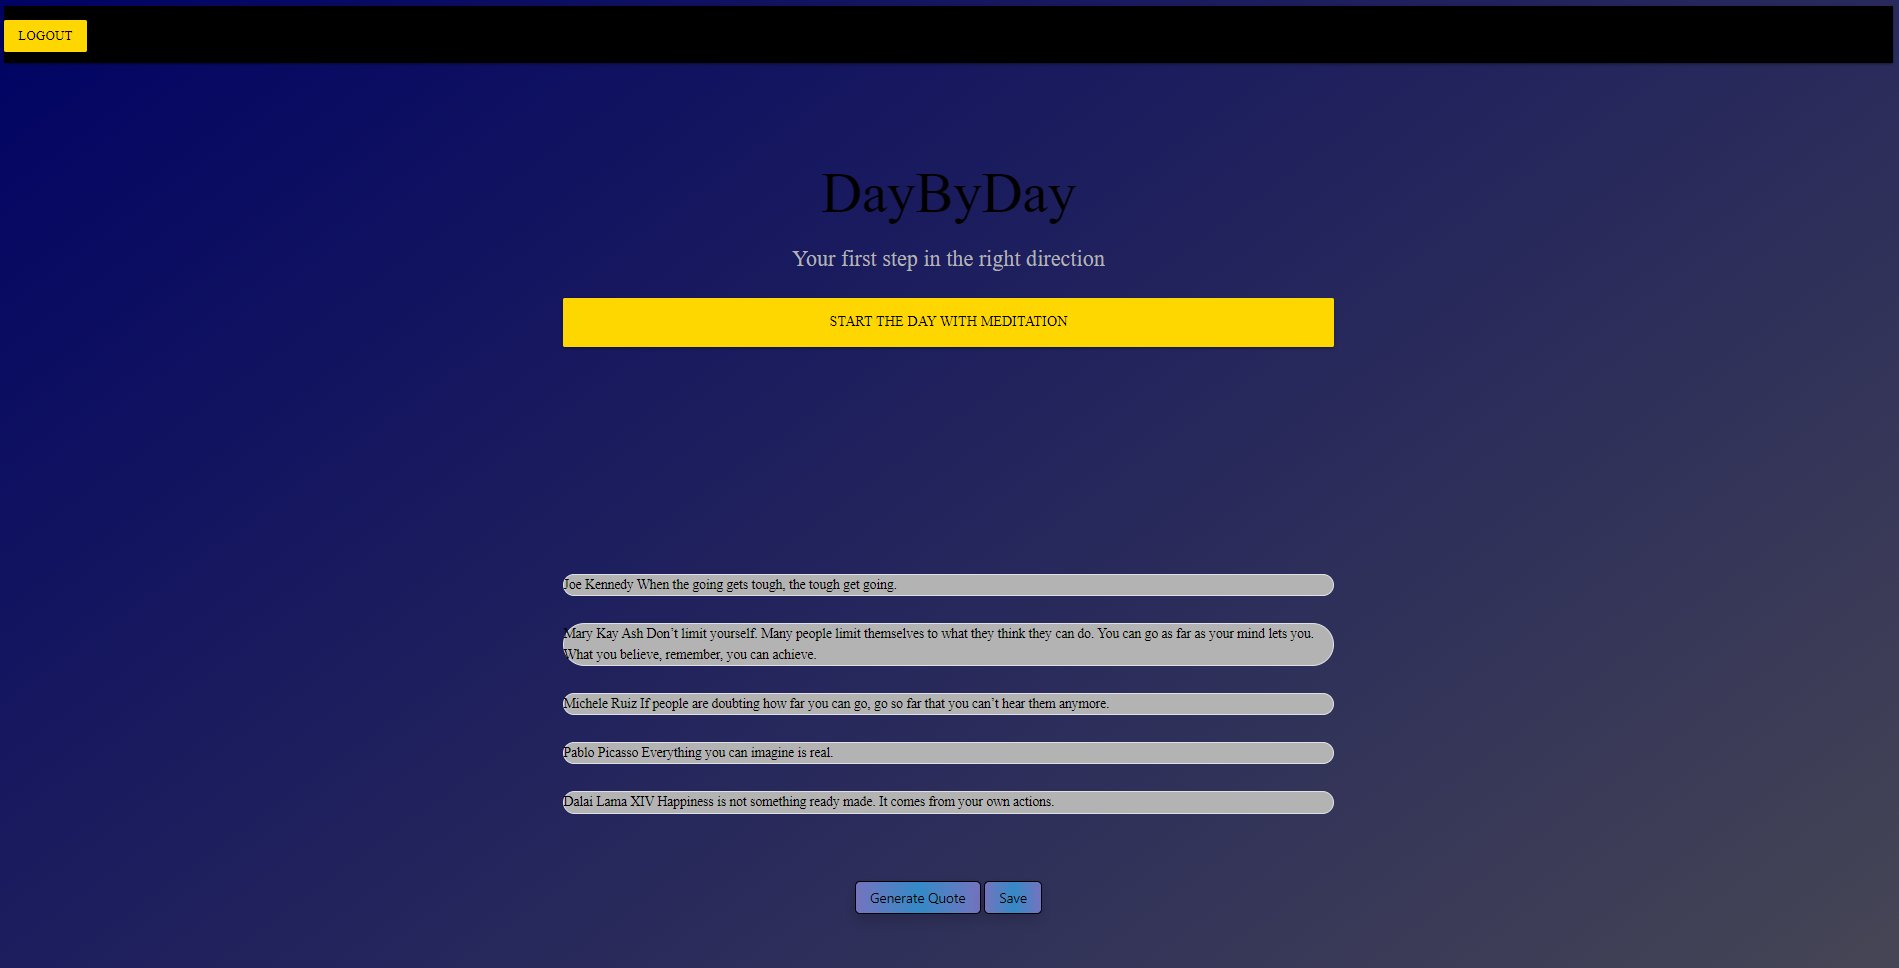 LOGOUT
DayByDay
Your first step in the right direction
START THE DAY WITH MEDITATION
Joe Kennedy When the going gets tough, the tough get going.
Mary Kay Ash Don’t limit yourself. Many people limit themselves to what they think they can do. You can go as far as your mind lets you.
What you believe, remember, you can achieve.
Michele Ruiz If people are doubting how far you can go, go so far that you can’t hear them anymore.
Pablo Picasso Everything you can imagine is real.
Dalai Lama XIV Happiness is not something ready made. It comes from your own actions.
Generate Quote Save